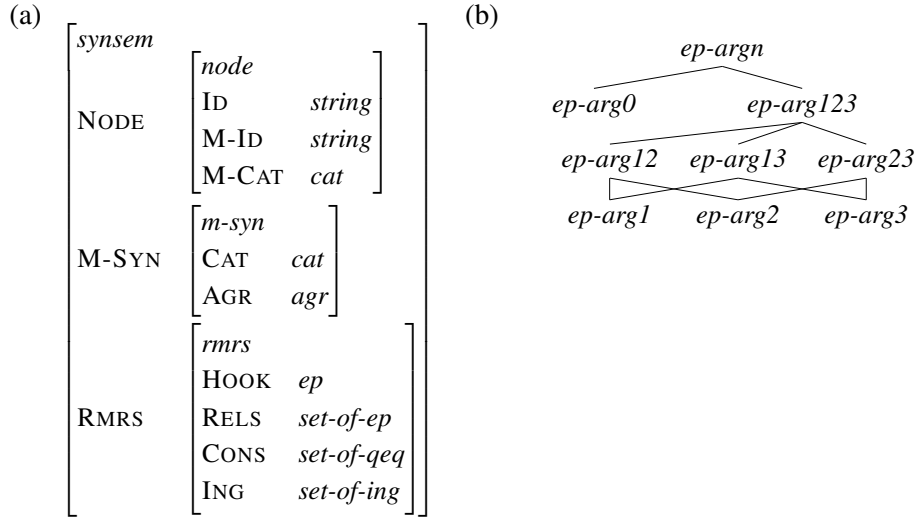 (a)
synsem
NODE
node
ID string
M-ID string
M-CAT cat
M-SYN
m-syn
CAT cat
AGR agr
RMRS
rmrs
HOOK ep
RELS set-of-ep
CONS set-of-qeq
ING set-of-ing
(b)
ep-argn
ep-arg0 ep-arg123
ep-arg12 ep-arg13 ep-arg23
ep-arg1 ep-arg2 ep-arg3